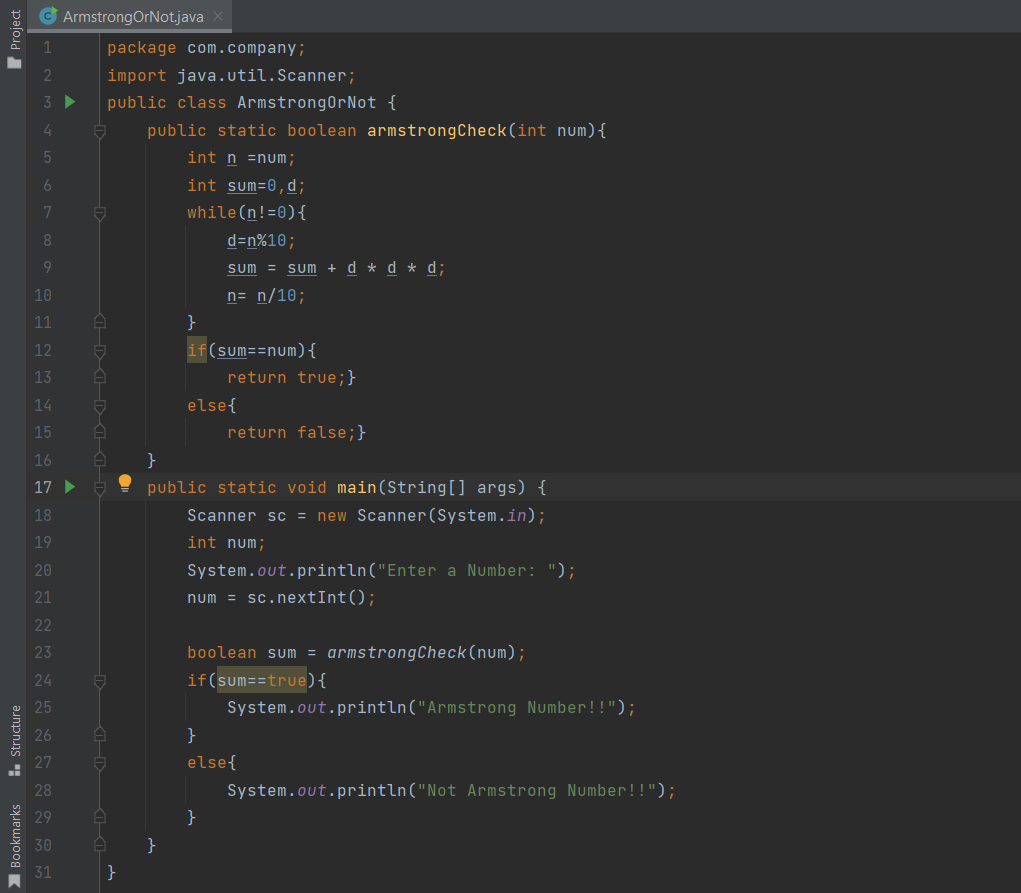 Project
ArmstrongOrNot.java
1 package com.company;
2 import java.util.Scanner;
3 public class ArmstrongOrNot {
4 public static boolean armstrongCheck(int num){
5 int n =num;
6 int sum=0,d;
7 while(n!=0){
8 d=n%10;
9 sum = sum + d * d * d;
10 n= n/10;
11 }
12 if(sum==num){
13 return true;}
14 else{
15 return false;}
16 }
17 public static void main(String[] args) {
18 Scanner sc = new Scanner(System.in);
19 int num;
20 System.out.println("Enter a Number: ");
21 num = sc.nextInt();
22
23 boolean sum = armstrongCheck(num);
24 if(sum==true){
25 System.out.println("Armstrong Number!!");
26 }
27 else{
28 System.out.println("Not Armstrong Number!!");
29 }
30 }
31 }
Structure
Bookmarks